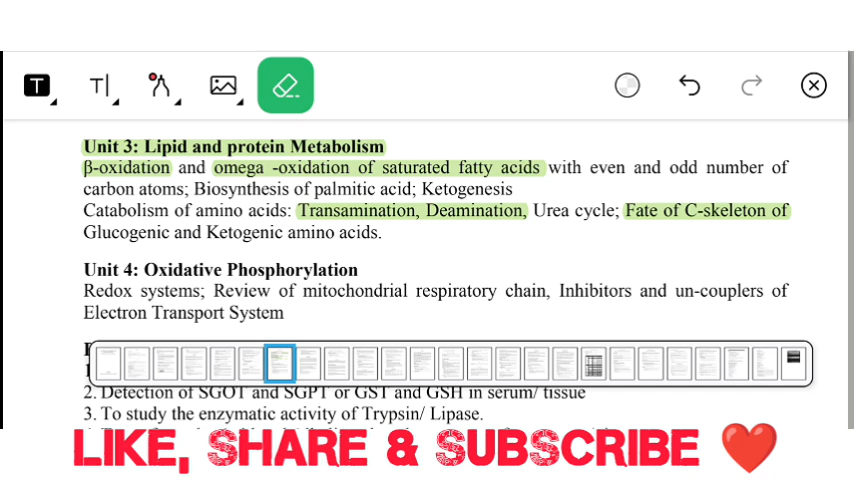 T T|
Unit 3: Lipid and protein Metabolism
β-oxidation and omega -oxidation of saturated fatty acids with even and odd number of
carbon atoms; Biosynthesis of palmitic acid; Ketogenesis
Catabolism of amino acids: Transamination, Deamination, Urea cycle; Fate of C-skeleton of
Glucogenic and Ketogenic amino acids.
Unit 4: Oxidative Phosphorylation
Redox systems; Review of mitochondrial respiratory chain, Inhibitors and un-couplers of
Electron Transport System
2. Detection of SGOT and SGPT or GST and GSH in serum/ tissue
3. To study the enzymatic activity of Trypsin/ Lipase.
LIKE, SHARE & SUBSCRIBE ❤️